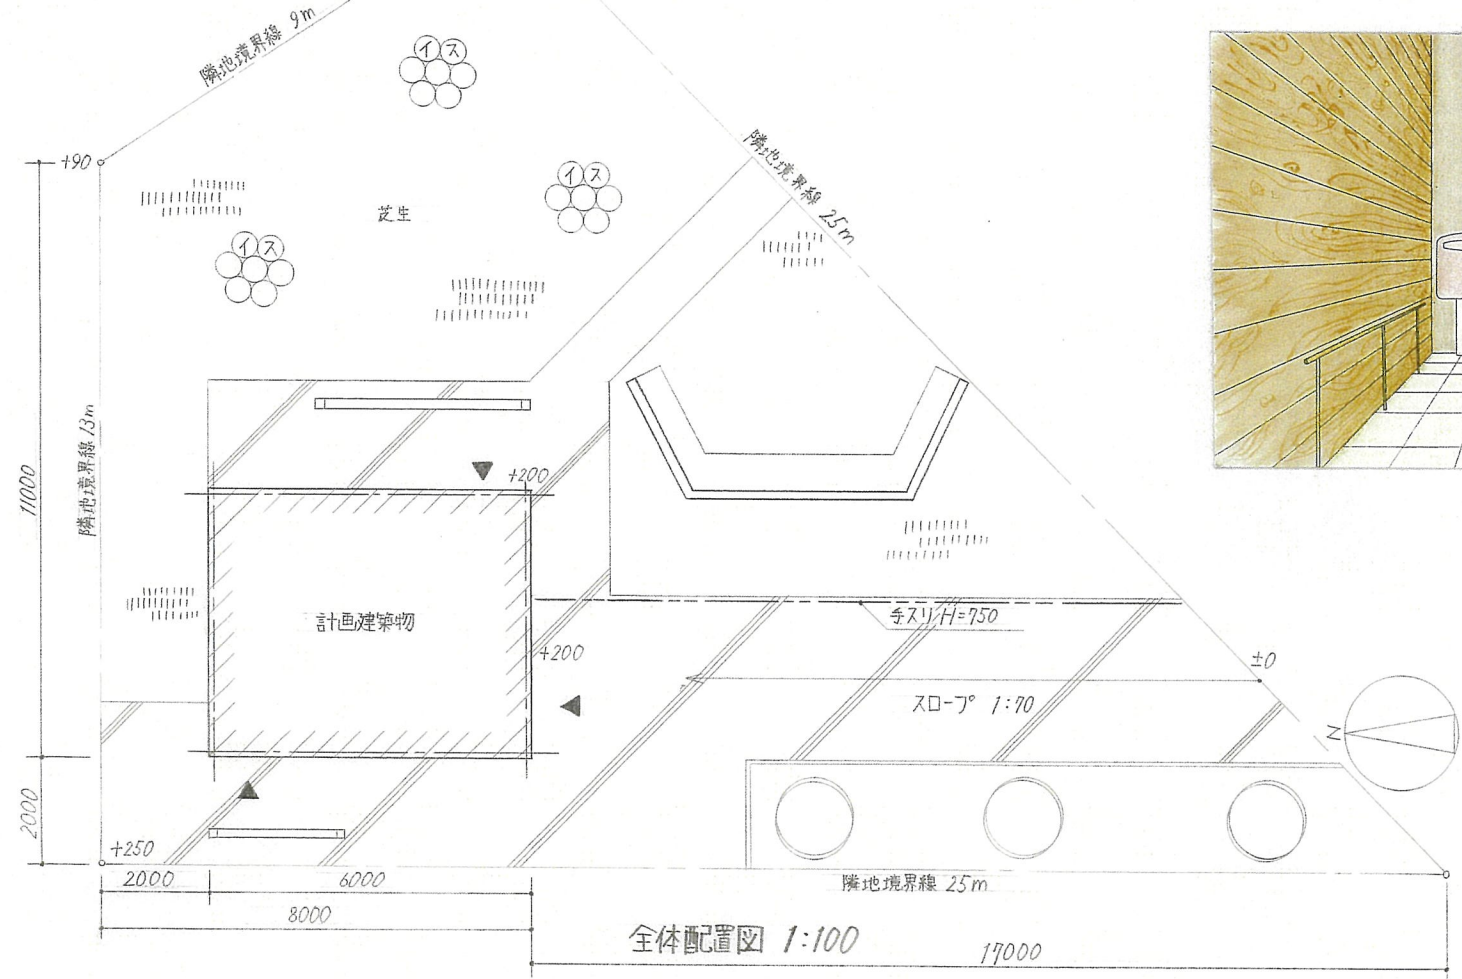 隣地境界線 9m
イス
+90
隣地境界線 25m
イス
芝生
イス
隣地境界線 13m
11000
+200
計画建築物
手スリ H=750
+200
±0
スロープ 1:70
N
2000
+250
2000
6000
隣地境界線 25m
8000
全体配置図 1:100
17000